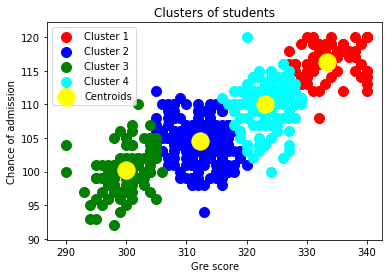 Clusters of students
120
115
110
105
100
95
90
Chance of admission
Cluster 1
Cluster 2
Cluster 3
Cluster 4
Centroids
290 300 310 320 330 340
Gre score